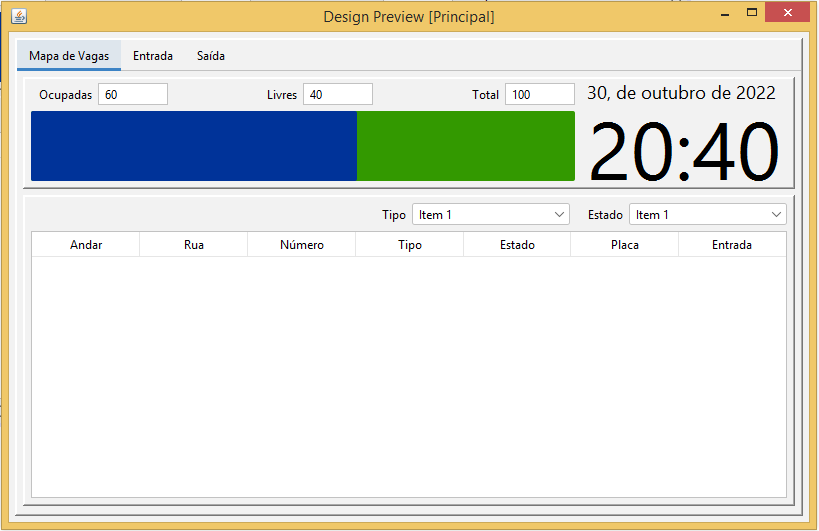 Design Preview [Principal]
Mapa de Vagas Entrada Saída
Ocupadas 60 Livres 40 Total 100 30, de outubro de 2022
20:40
Tipo Item 1 Estado Item 1
Andar Rua Número Tipo Estado Placa Entrada